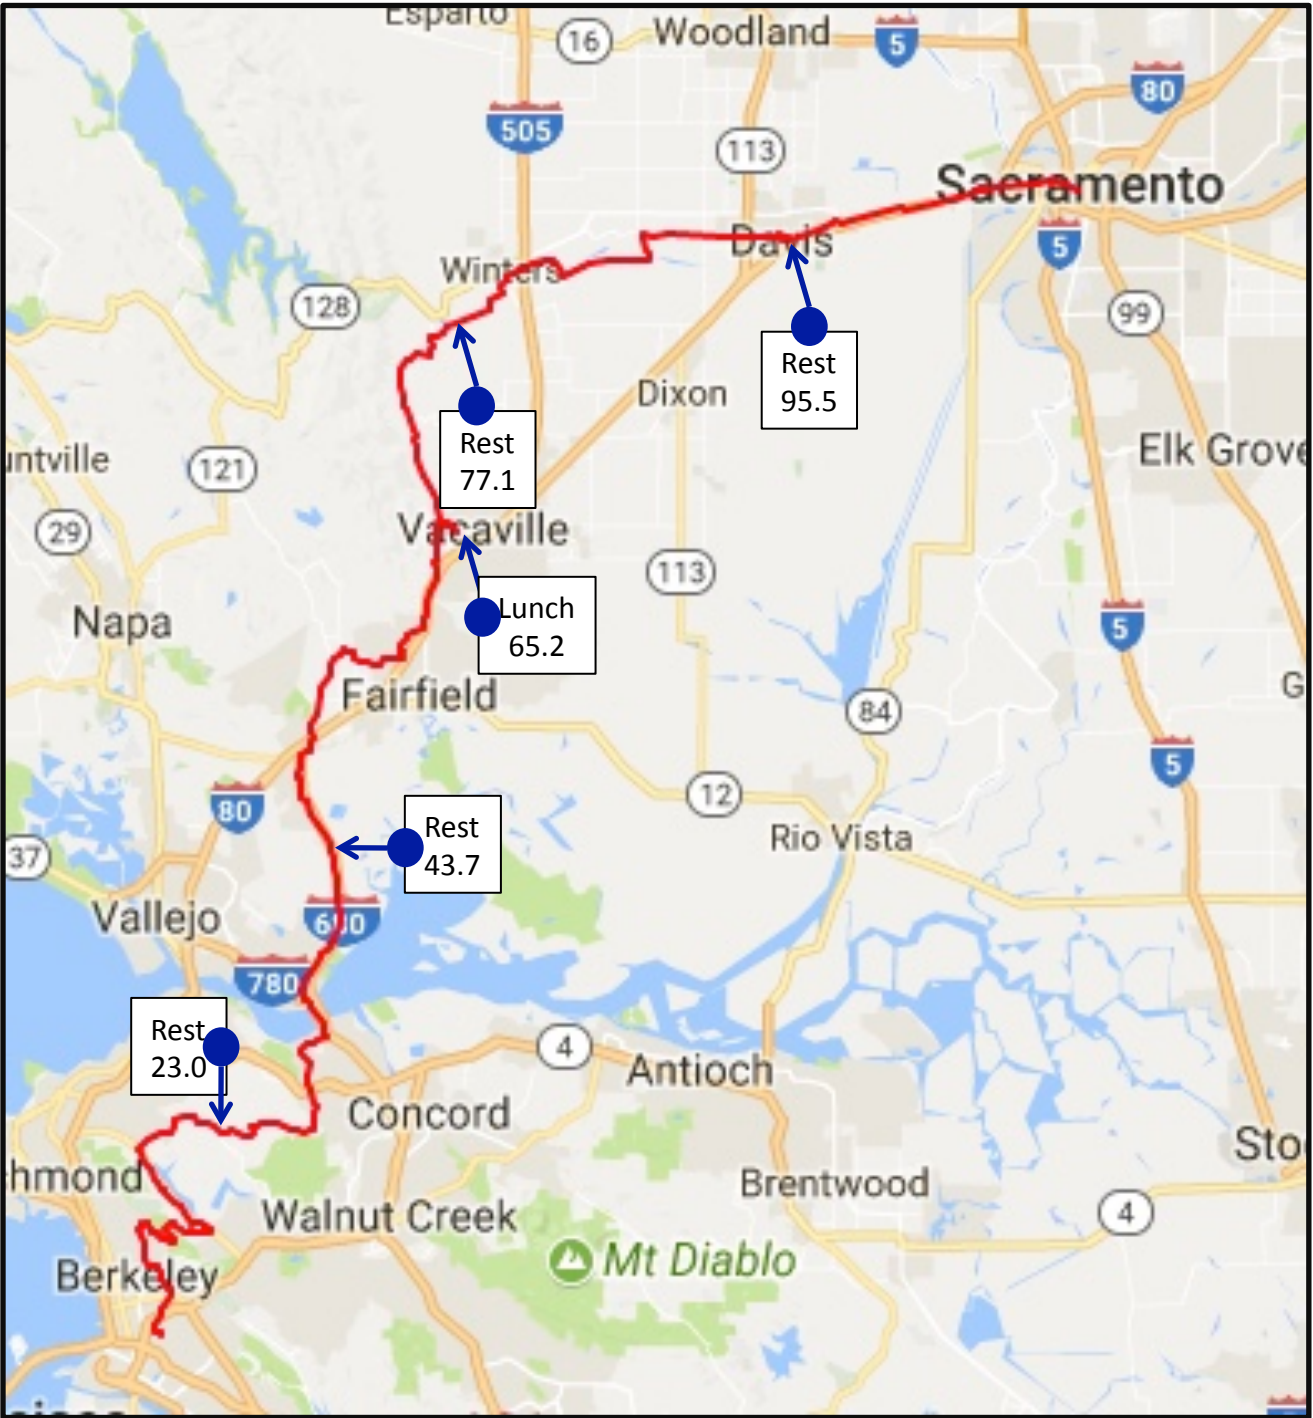 Esparto
16
Woodland
5
80
505
113
Sacramento
Davis
5
Winters
128
99
Rest
95.5
Dixon
Rest
77.1
untville
121
Elk Grove
29
Vacaville
113
Lunch
65.2
Napa
5
Fairfield
G
84
5
80
12
Rest
43.7
Rio Vista
37
Vallejo
680
780
Rest
23.0
4
Antioch
Concord
Sto
hmond
Brentwood
4
Walnut Creek
Mt Diablo
Berkeley